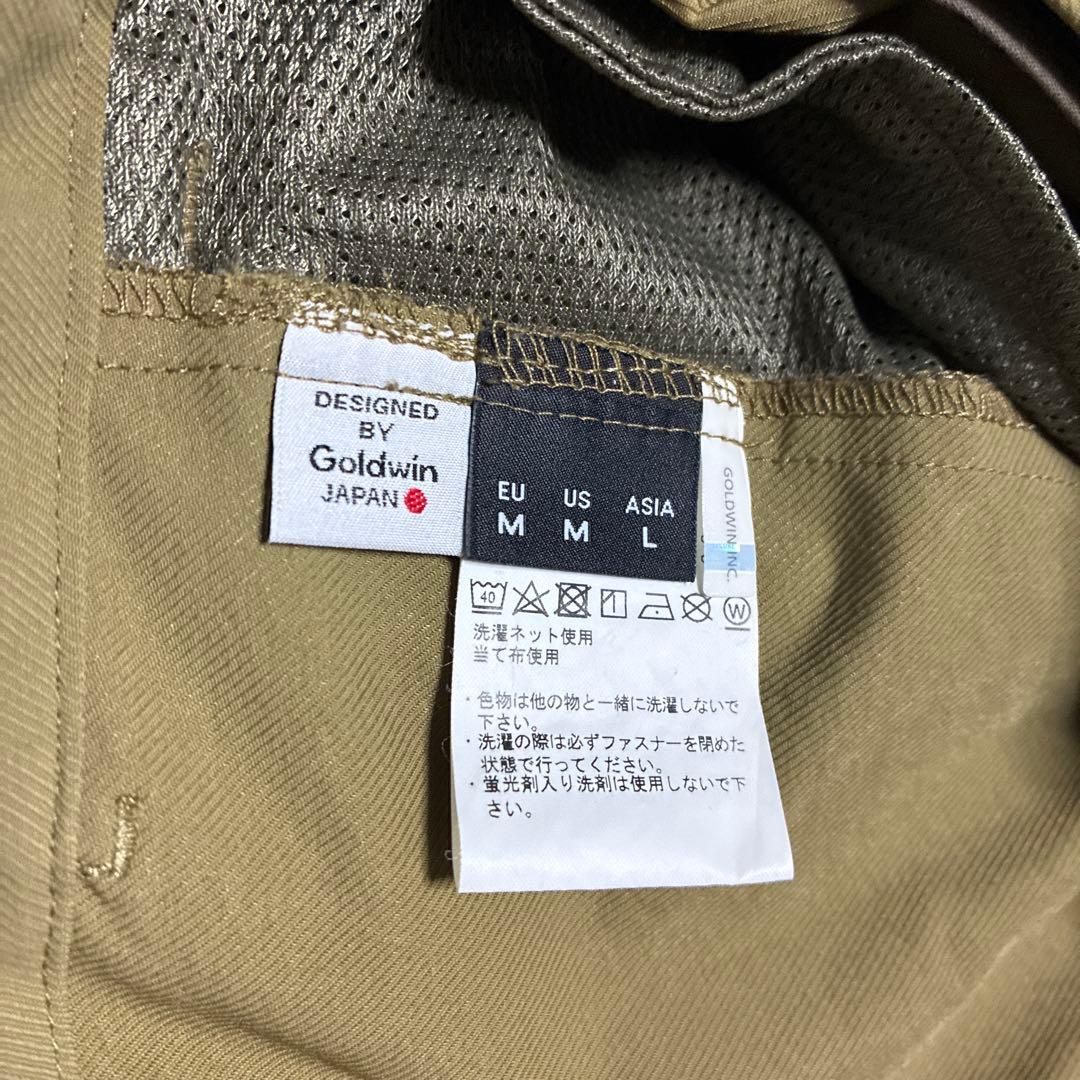 DESIGNED
BY
Goldwin
JAPAN
EU US ASIA
M M L
GOLDWIN INC.
40
W
洗濯ネット使用
当て布使用
・色物は他の物と一緒に洗濯しないで
下さい。
・洗濯の際は必ずファスナーを閉めた
状態で行ってください。
・蛍光剤入り洗剤は使用しないで下
さい。